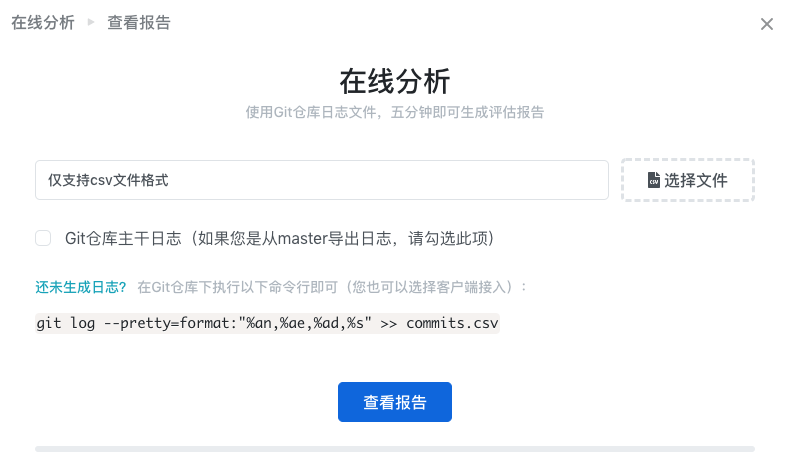 在线分析 ▸ 查看报告
在线分析
使用Git仓库日志文件，五分钟即可生成评估报告
仅支持csv文件格式
选择文件
Git仓库主干日志（如果您是从master导出日志，请勾选此项）
还未生成日志? 在Git仓库下执行以下命令行即可（您也可以选择客户端接入）：
git log --pretty=format:"%an,%ae,%ad,%s" >> commits.csv
查看报告